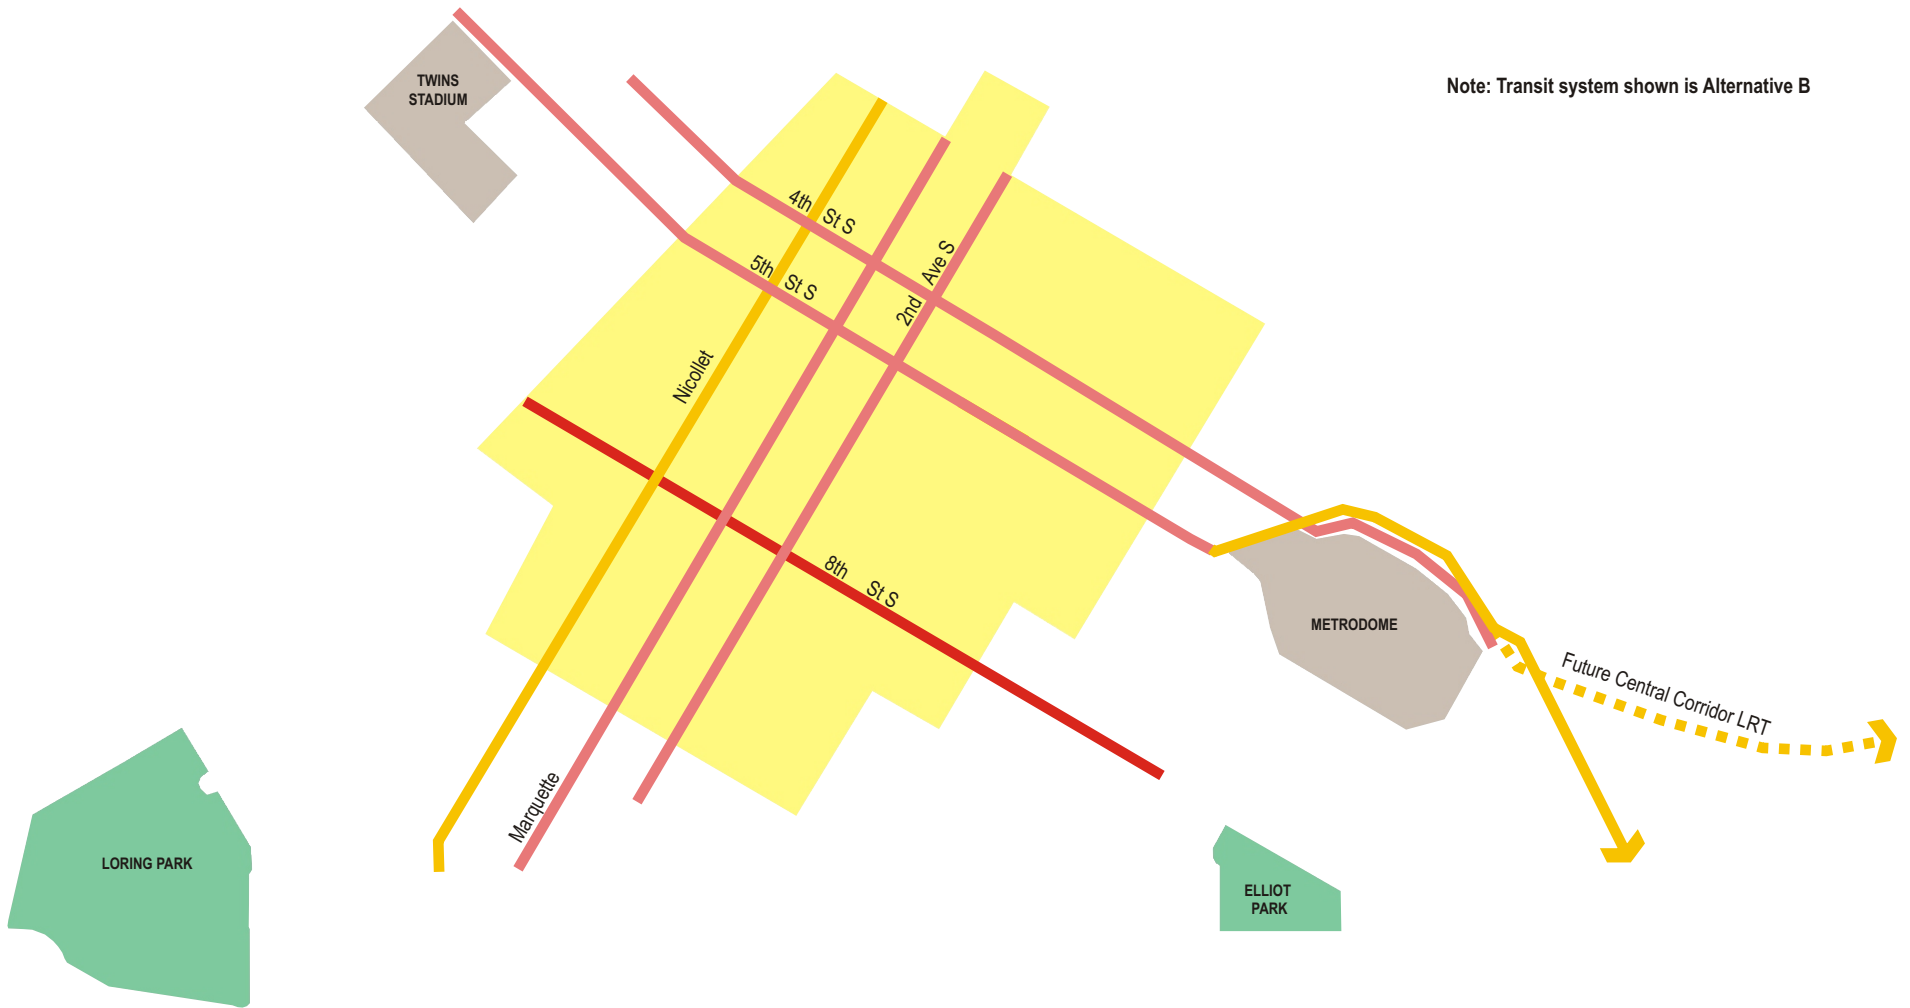 TWINS
STADIUM
Note: Transit system shown is Alternative B
4th St S
5th St S
2nd Ave S
Nicollet
8th St S
METRODOME
Future Central Corridor LRT
Marquette
LORING PARK
ELLIOT
PARK